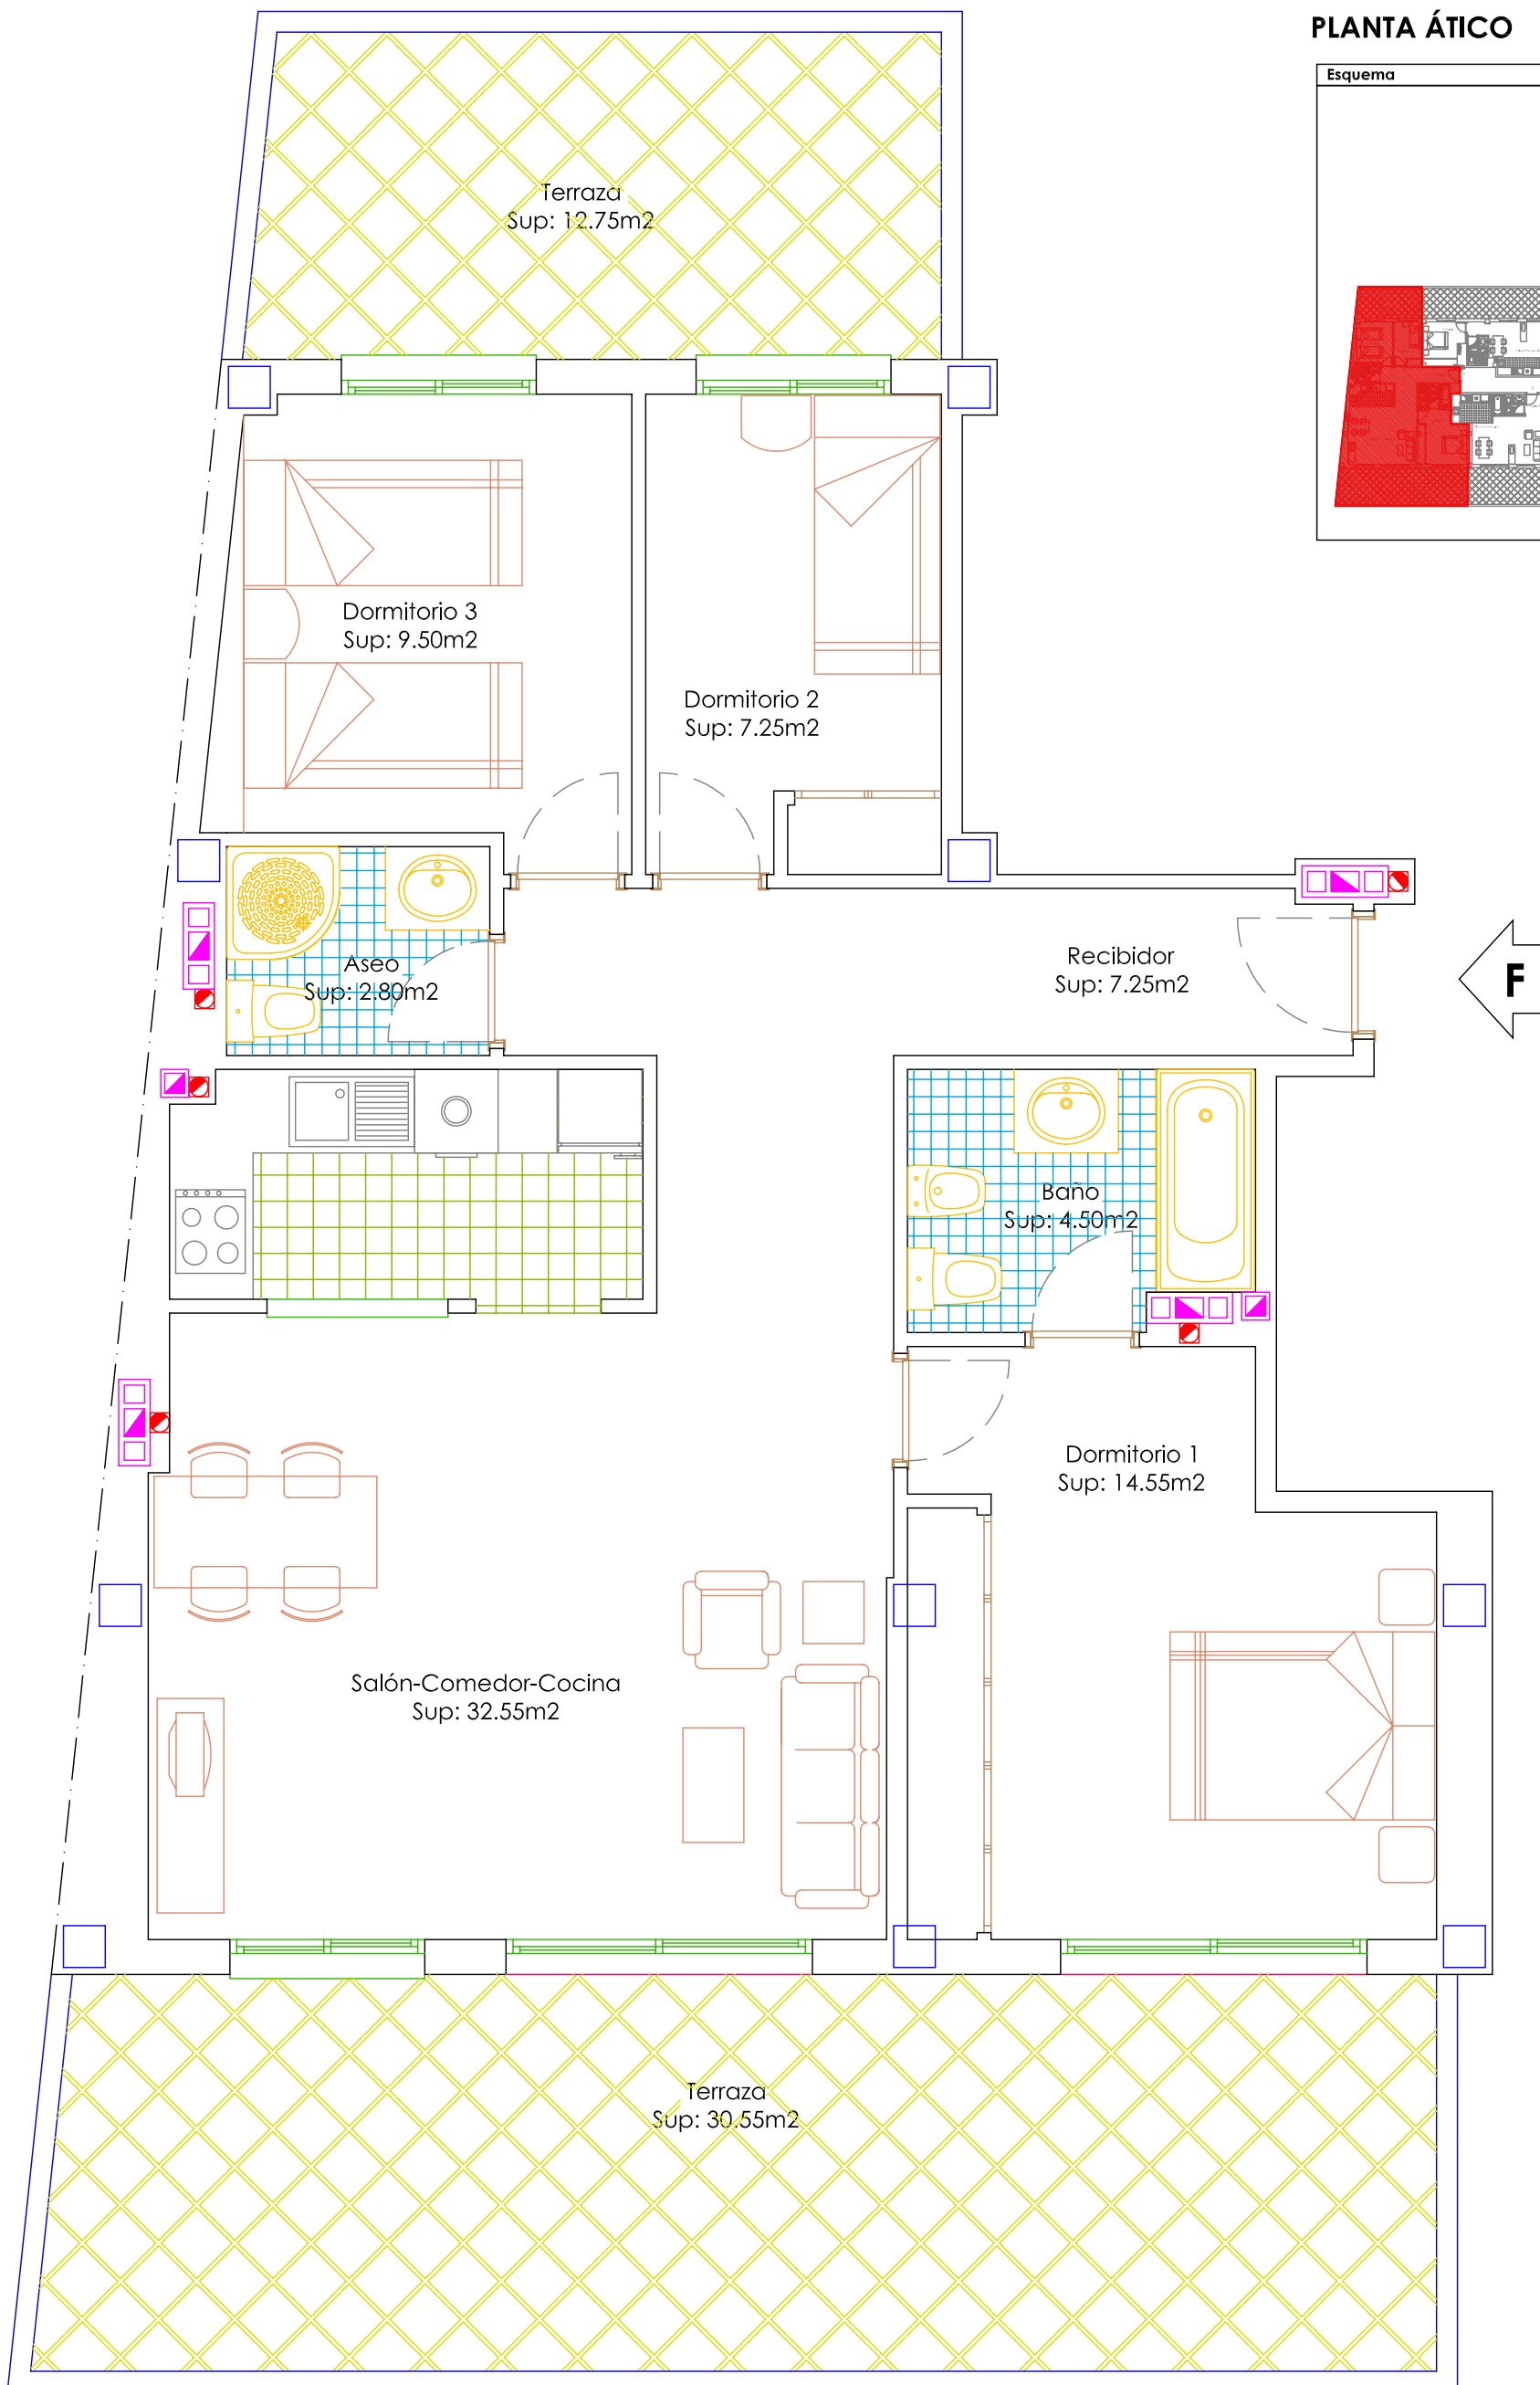 PLANTA ÁTICO
Esquema
Terraza
Sup: 12.75m2
Dormitorio 3
Sup: 9.50m2
Dormitorio 2
Sup: 7.25m2
Aseo
Sup: 2.80m2
Recibidor
Sup: 7.25m2
F
Baño
Sup: 4.50m2
Dormitorio 1
Sup: 14.55m2
Salón-Comedor-Cocina
Sup: 32.55m2
Terraza
Sup: 30.55m2